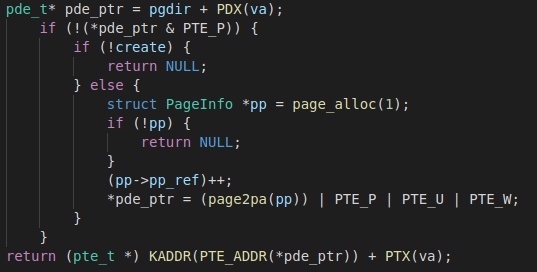 pde_t* pde_ptr = pgdir + PDX(va);
    if (!(*pde_ptr & PTE_P)) {
        if (!create) {
            return NULL;
        } else {
            struct PageInfo *pp = page_alloc(1);
            if (!pp) {
                return NULL;
            }
            (pp->pp_ref)++;
            *pde_ptr = (page2pa(pp)) | PTE_P | PTE_U | PTE_W;
        }
    }
return (pte_t *) KADDR(PTE_ADDR(*pde_ptr)) + PTX(va);